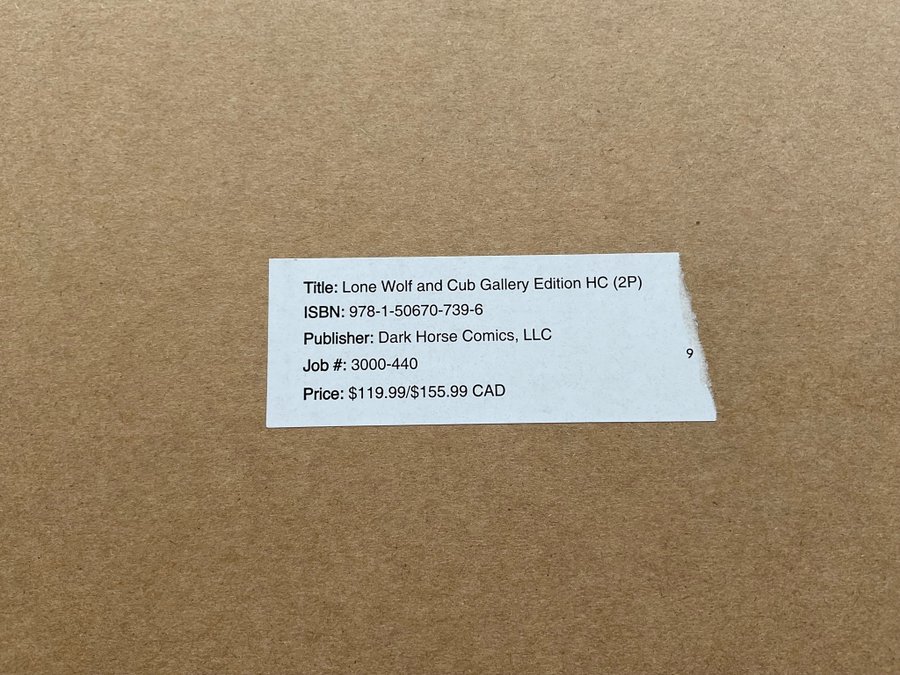 Title: Lone Wolf and Cub Gallery Edition HC (2P)
ISBN: 978-1-50670-739-6
Publisher: Dark Horse Comics, LLC
9
Job #: 3000-440
Price: $119.99/$155.99 CAD